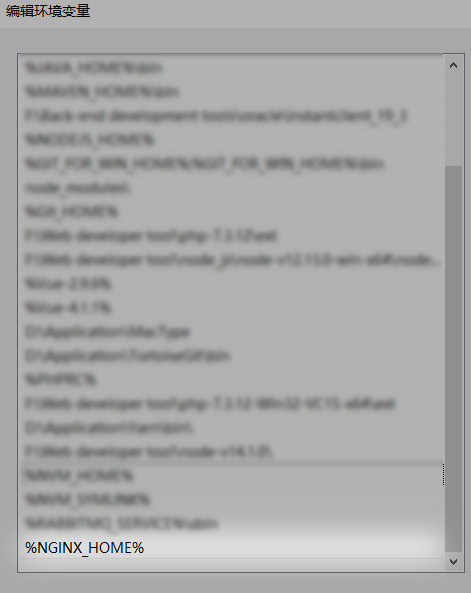 编辑环境变量
%JAVA_HOME%\bin
%MAVEN_HOME%\bin
F:\Back-end development tools\oracle\instantclient_19_3
%NODEJS_HOME%
%GIT_FOR_WIN_HOME%/%GIT_FOR_WIN_HOME%\bin
node_modules\.
%Git_HOME%
F:\Web developer tool\php-7.3.12\ext
F:\Web developer tool\node_js\node-v12.13.0-win-x64\node...
%Vue-2.9.6%
%Vue-4.1.1%
D:\Application\MacType
D:\Application\TortoiseGit\bin
%PHPRC%
F:\Web developer tool\php-7.3.12-Win32-VC15-x64\ext
D:\Application\Yarn\bin\
F:\Web developer tool\node-v14.1.0\
%NVM_HOME%
%NVM_SYMLINK%
%RABBITMQ_SERVICE%\sbin
%NGINX_HOME%